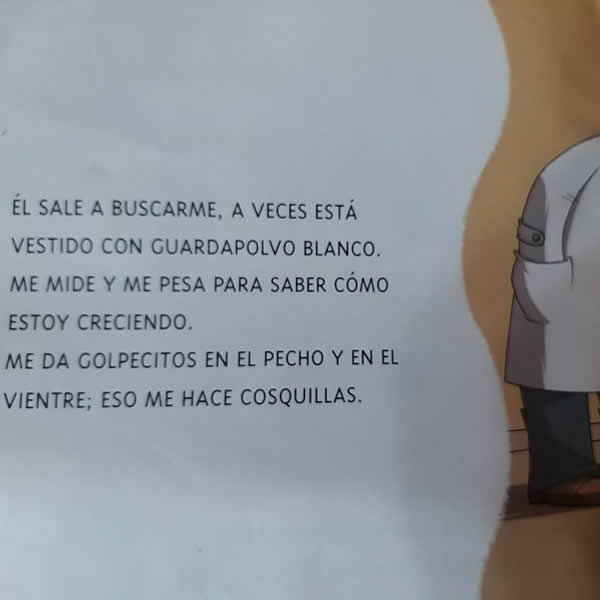 ÉL SALE A BUSCARME, A VECES ESTÁ
VESTIDO CON GUARDAPOLVO BLANCO.
ME MIDE Y ME PESA PARA SABER CÓMO
ESTOY CRECIENDO.
ME DA GOLPECITOS EN EL PECHO Y EN EL
VIENTRE; ESO ME HACE COSQUILLAS.